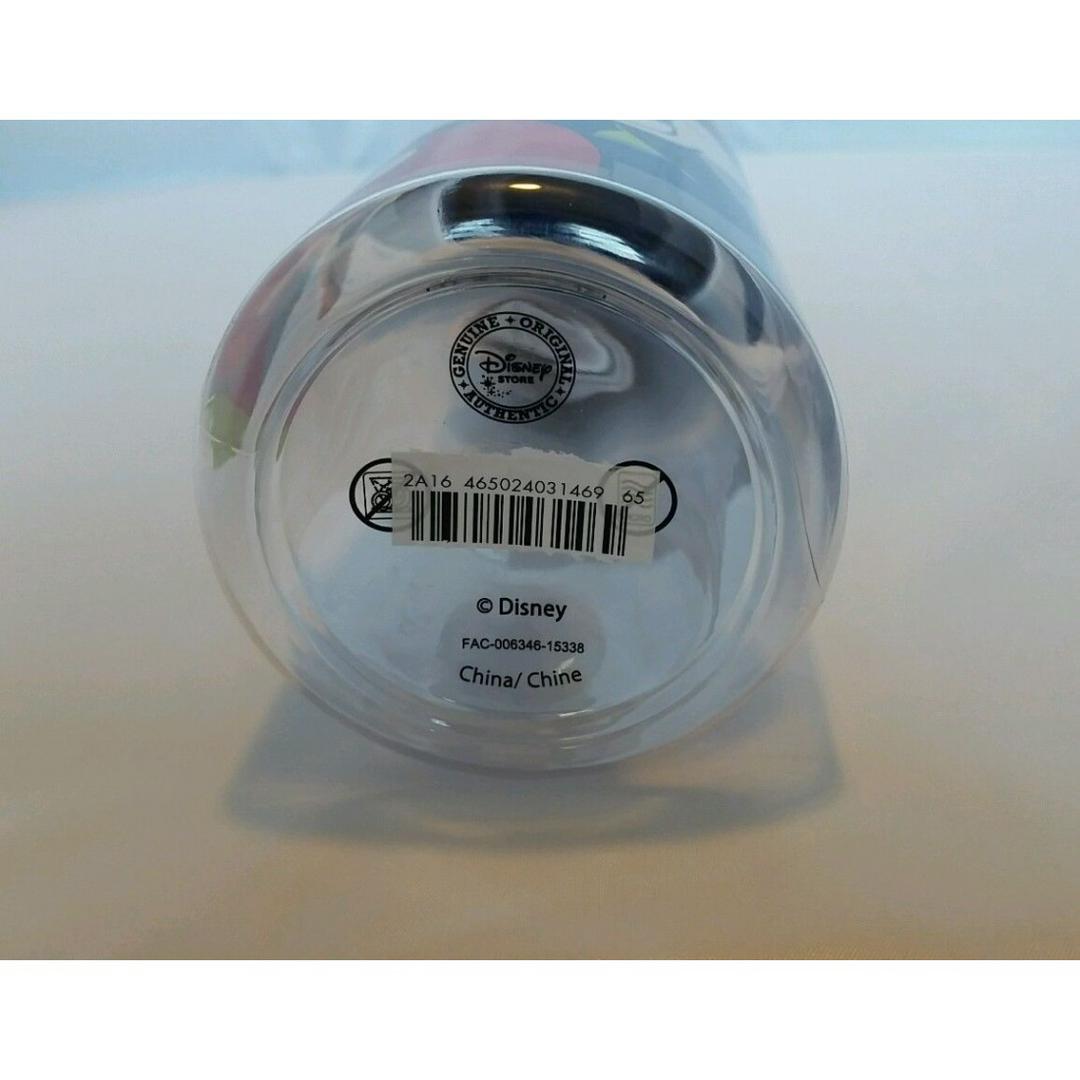 GENUINE ORIGINAL
Disney
STORE
AUTHENTIC
2A16 465024031469 65
© Disney
FAC-006346-15338
China/ Chine